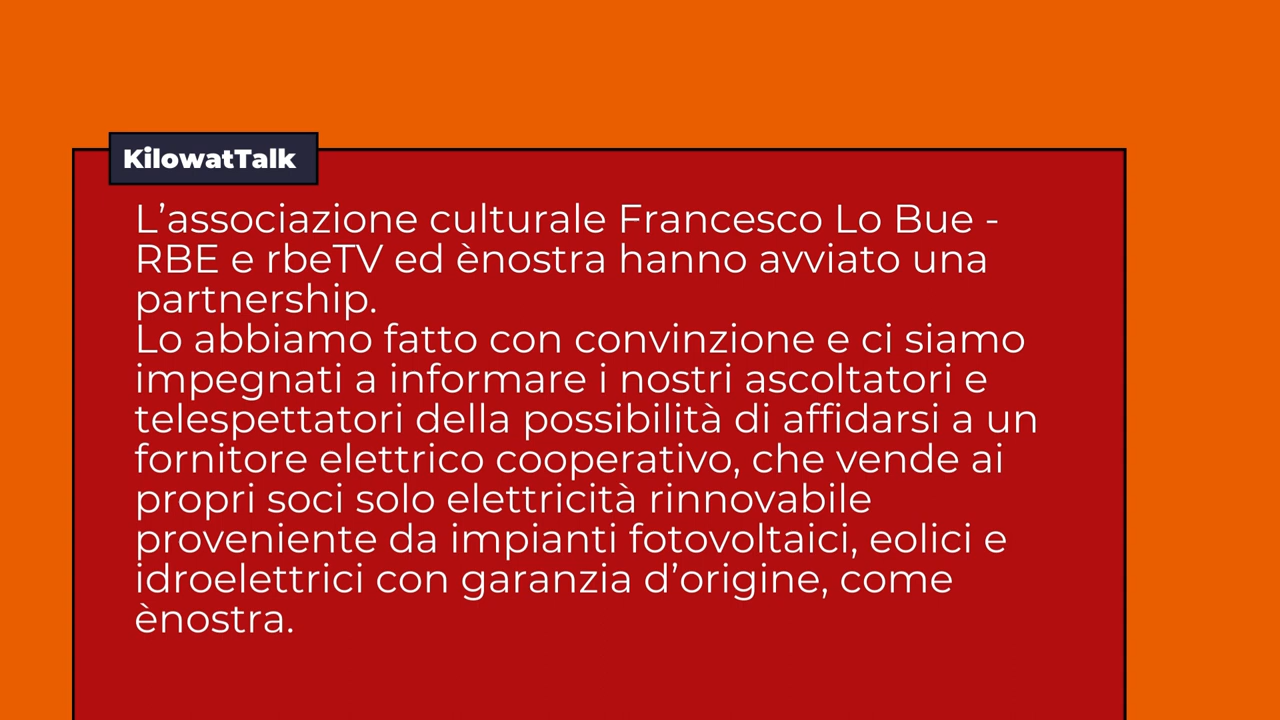 KilowatTalk
L’associazione culturale Francesco Lo Bue -
RBE e rbeTV ed ènostra hanno avviato una
partnership.
Lo abbiamo fatto con convinzione e ci siamo
impegnati a informare i nostri ascoltatori e
telespettatori della possibilità di affidarsi a un
fornitore elettrico cooperativo, che vende ai
propri soci solo elettricità rinnovabile
proveniente da impianti fotovoltaici, eolici e
idroelettrici con garanzia d’origine, come
ènostra.